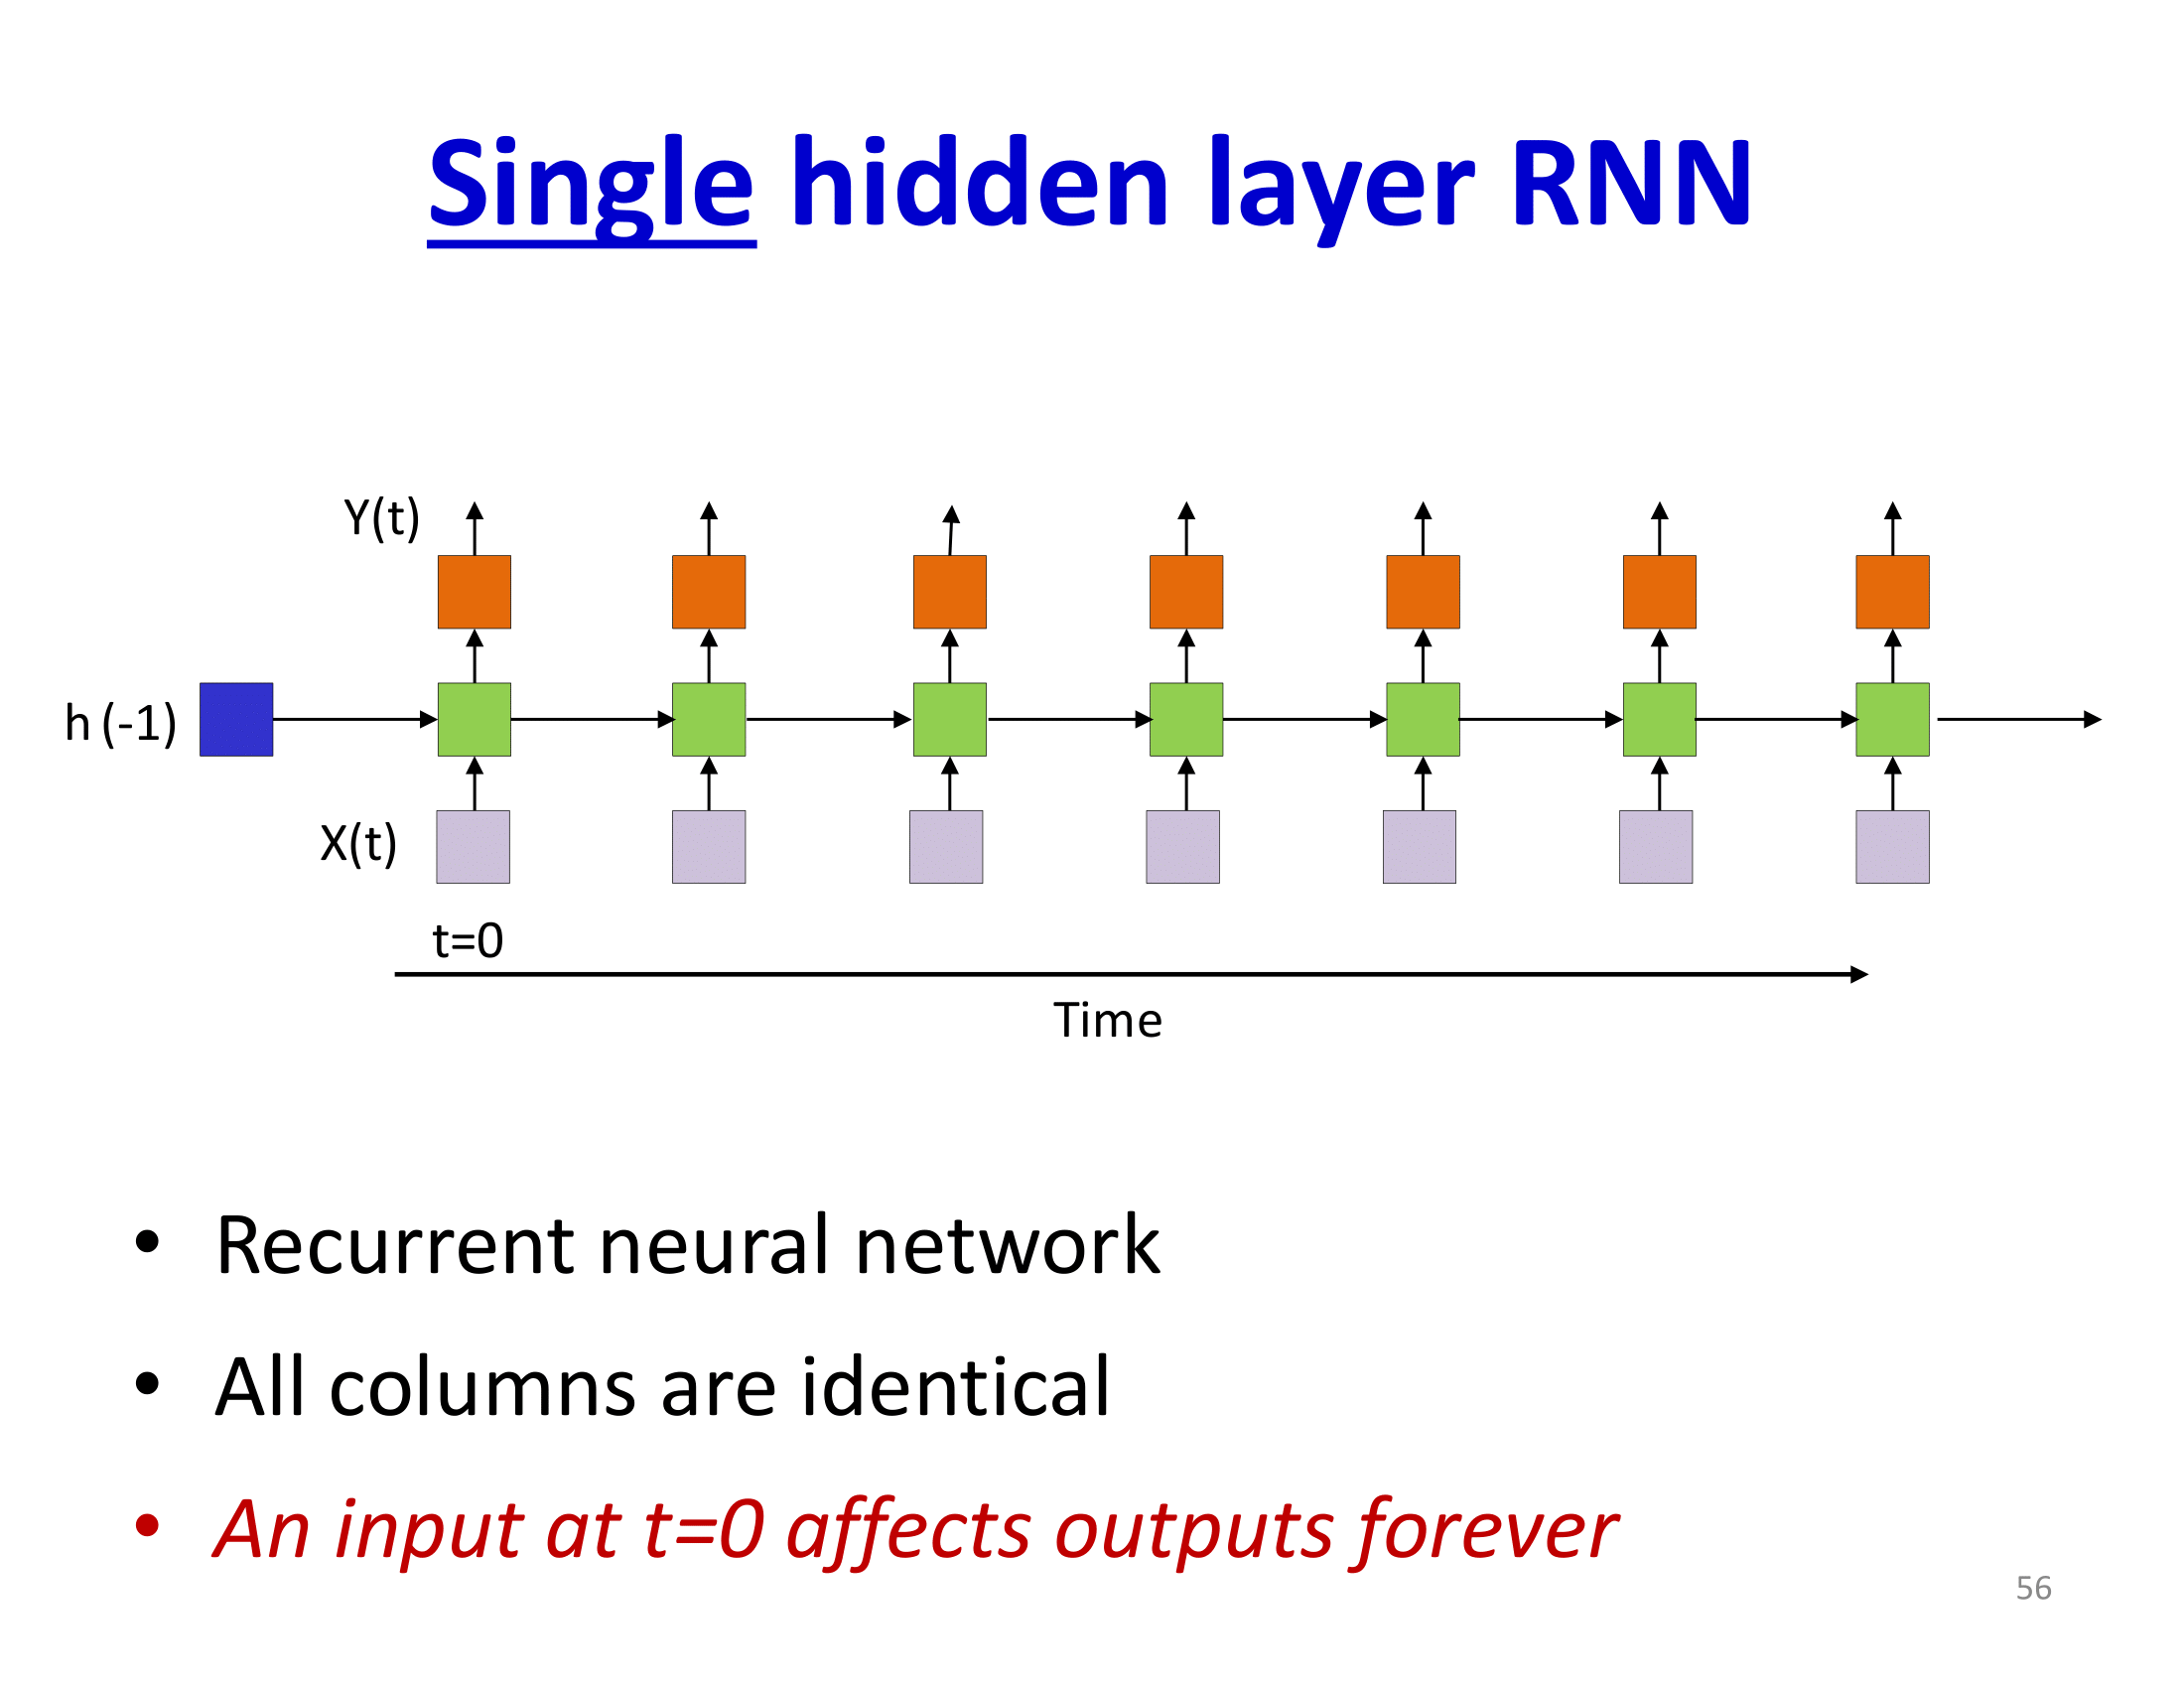 Single hidden layer RNN
Y(t)
h (-1)
X(t)
t=0
Time
• Recurrent neural network
• All columns are identical
• An input at t=0 affects outputs forever
56